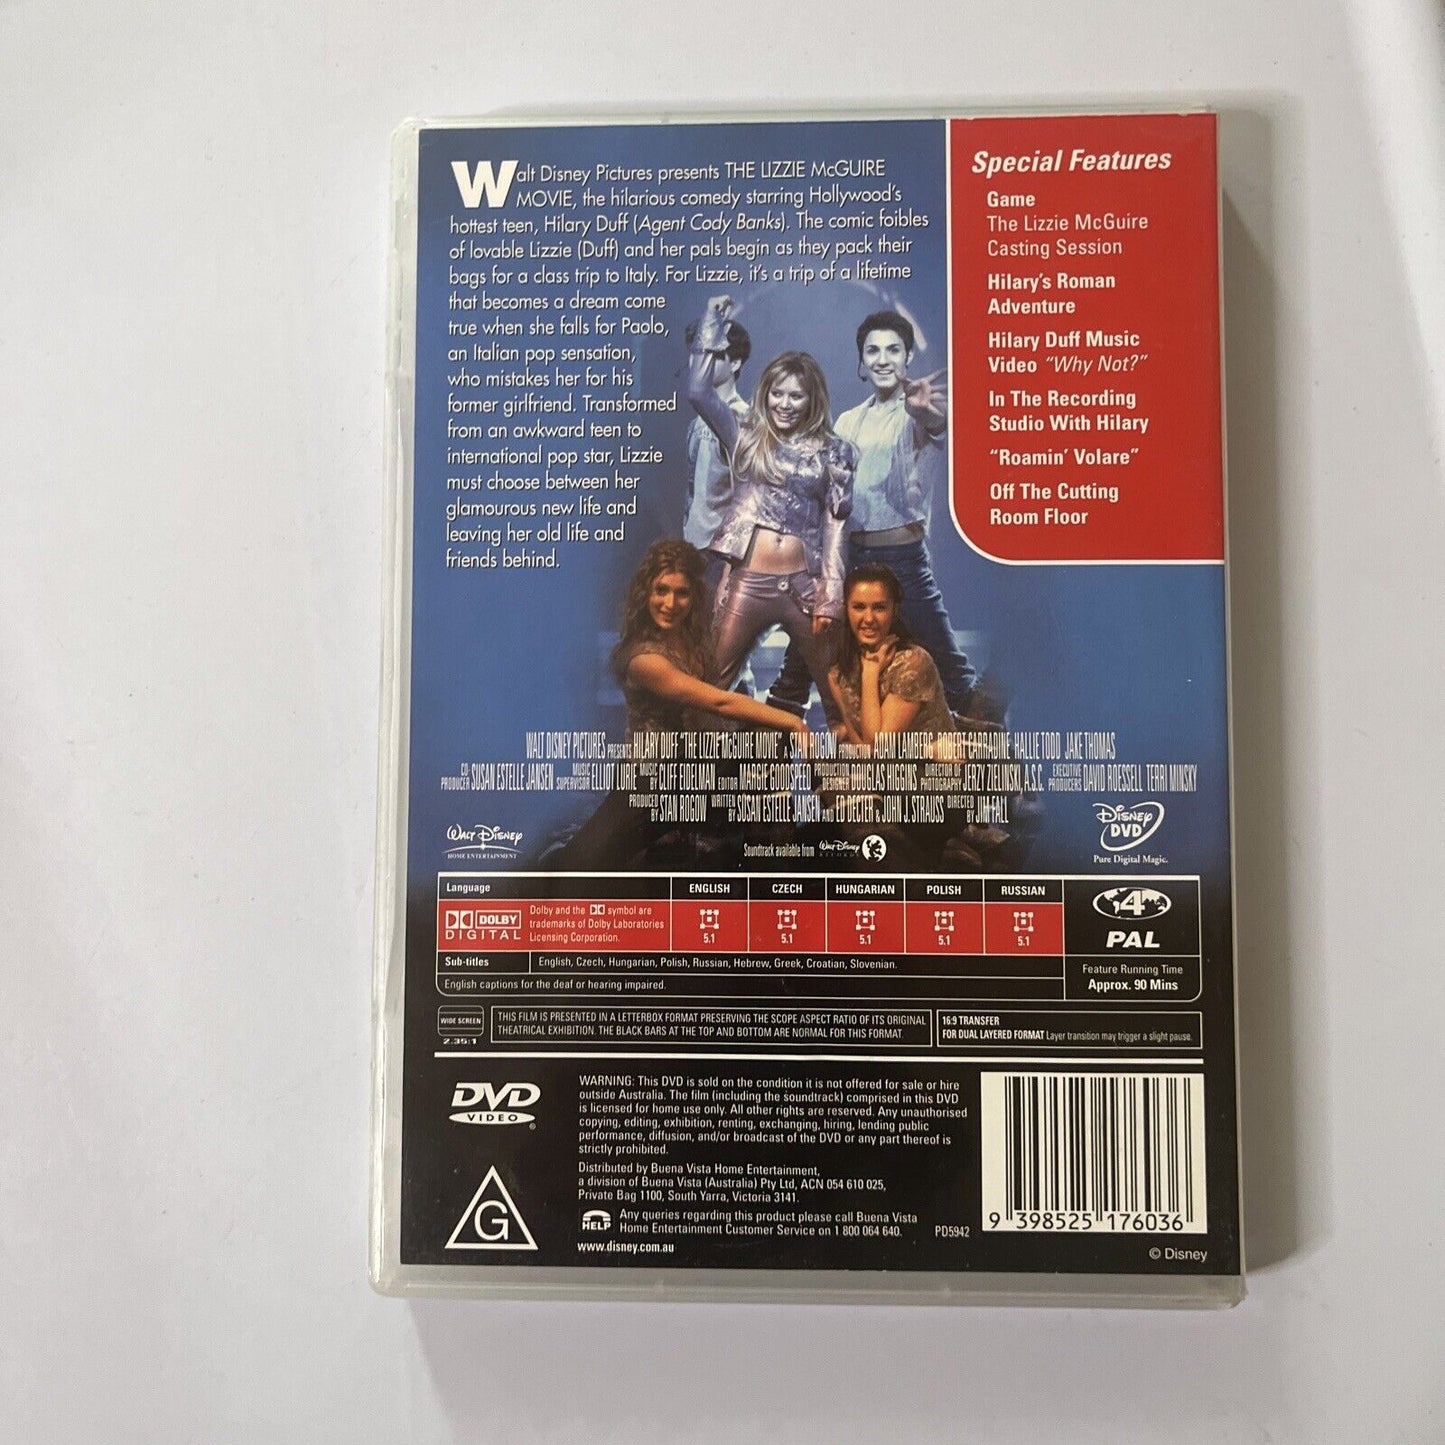 Walt Disney Pictures presents THE LIZZIE McGUIRE
MOVIE, the hilarious comedy starring Hollywood's
hottest teen, Hilary Duff (Agent Cody Banks). The comic foibles
of lovable Lizzie (Duff) and her pals begin as they pack their
bags for a class trip to Italy. For Lizzie, it's a trip of a lifetime
that becomes a dream come
true when she falls for Paolo,
an Italian pop sensation,
who mistakes her for his
former girlfriend. Transformed
from an awkward teen to
international pop star, Lizzie
must choose between her
glamourous new life and
leaving her old life and
friends behind.
Special Features
Game
The Lizzie McGuire
Casting Session
Hilary's Roman
Adventure
Hilary Duff Music
Video "Why Not?"
In The Recording
Studio With Hilary
"Roamin' Volare"
Off The Cutting
Room Floor
WALT DISNEY PICTURES PRESENTS HILARY DUFF "THE LIZZIE McGUIRE MOVIE" A STAN ROGOW PRODUCTION ADAM LAMBERG ROBERT CARRADINE HALLIE TODD JAKE THOMAS
CO-PRODUCER SUSAN ESTELLE JANSEN MUSIC SUPERVISOR ELLIOT LURIE MUSIC BY CLIFF EIDELMAN EDITOR MARGIE GOODSPEED PRODUCTION DESIGNER DOUGLAS HIGGINS DIRECTOR OF PHOTOGRAPHY JERZY ZIELINSKI, A.S.C. EXECUTIVE PRODUCERS DAVID ROESSELL TERRI MINSKY
PRODUCED BY STAN ROGOW WRITTEN BY SUSAN ESTELLE JANSEN AND ED DECTER & JOHN J. STRAUSS DIRECTED BY JIM FALL
WALT DISNEY
HOME ENTERTAINMENT
Soundtrack available from Walt Disney RECORDS
DISNEY
DVD
Pure Digital Magic.
Language
ENGLISH CZECH HUNGARIAN POLISH RUSSIAN
DOLBY
DIGITAL
Dolby and the symbol are
trademarks of Dolby Laboratories
Licensing Corporation.
5.1 5.1 5.1 5.1 5.1
4
PAL
Sub-titles English, Czech, Hungarian, Polish, Russian, Hebrew, Greek, Croatian, Slovenian.
English captions for the deaf or hearing impaired.
Feature Running Time
Approx. 90 Mins
WIDE SCREEN
2.35:1
THIS FILM IS PRESENTED IN A LETTERBOX FORMAT PRESERVING THE SCOPE ASPECT RATIO OF ITS ORIGINAL
THEATRICAL EXHIBITION. THE BLACK BARS AT THE TOP AND BOTTOM ARE NORMAL FOR THIS FORMAT.
16:9 TRANSFER
FOR DUAL LAYERED FORMAT Layer transition may trigger a slight pause.
DVD
VIDEO
WARNING: This DVD is sold on the condition it is not offered for sale or hire
outside Australia. The film (including the soundtrack) comprised in this DVD
is licensed for home use only. All other rights are reserved. Any unauthorised
copying, editing, exhibition, renting, exchanging, hiring, lending public
performance, diffusion, and/or broadcast of the DVD or any part thereof is
strictly prohibited.
Distributed by Buena Vista Home Entertainment,
a division of Buena Vista (Australia) Pty Ltd, ACN 054 610 025,
Private Bag 1100, South Yarra, Victoria 3141.
HELP
Any queries regarding this product please call Buena Vista
Home Entertainment Customer Service on 1 800 064 640.
www.disney.com.au
PD5942
G
9 398525 176036
© Disney